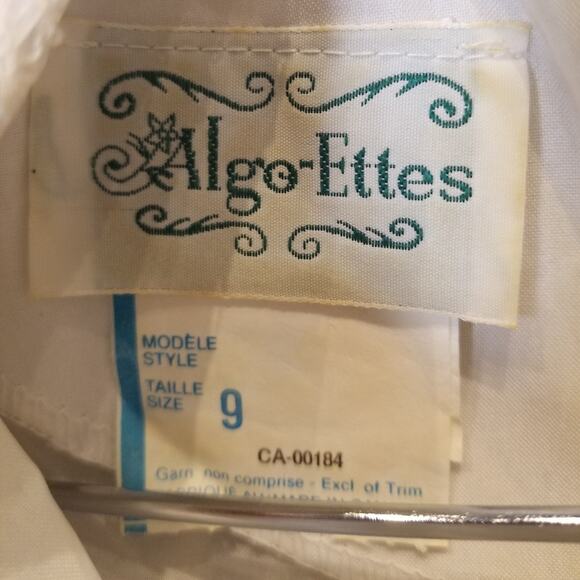 Algo-Ettes
MODÈLE
STYLE
TAILLE
SIZE 9
CA-00184
Garn. non comprise - Excl. of Trim